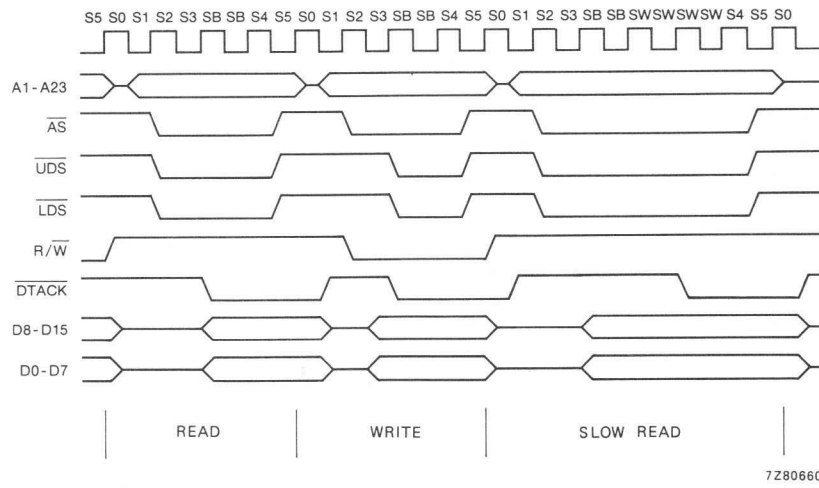 S5 S0 S1 S2 S3 SB SB S4 S5 S0 S1 S2 S3 SB SB S4 S5 S0 S1 S2 S3 SB SB SW SW SW SW S4 S5 S0
A1-A23
AS
UDS
LDS
R/W
DTACK
D8-D15
D0-D7
READ WRITE SLOW READ
7Z80660